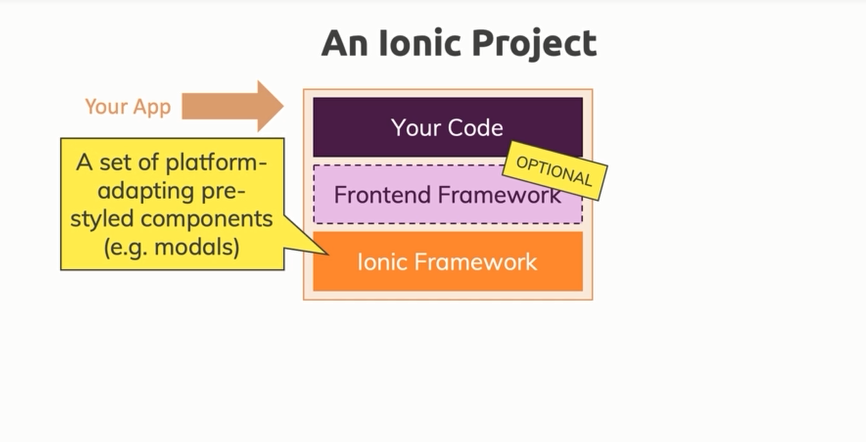 An Ionic Project
Your App
Your Code
A set of platform-
adapting pre-
styled components
(e.g. modals)
OPTIONAL
Frontend Framework
Ionic Framework